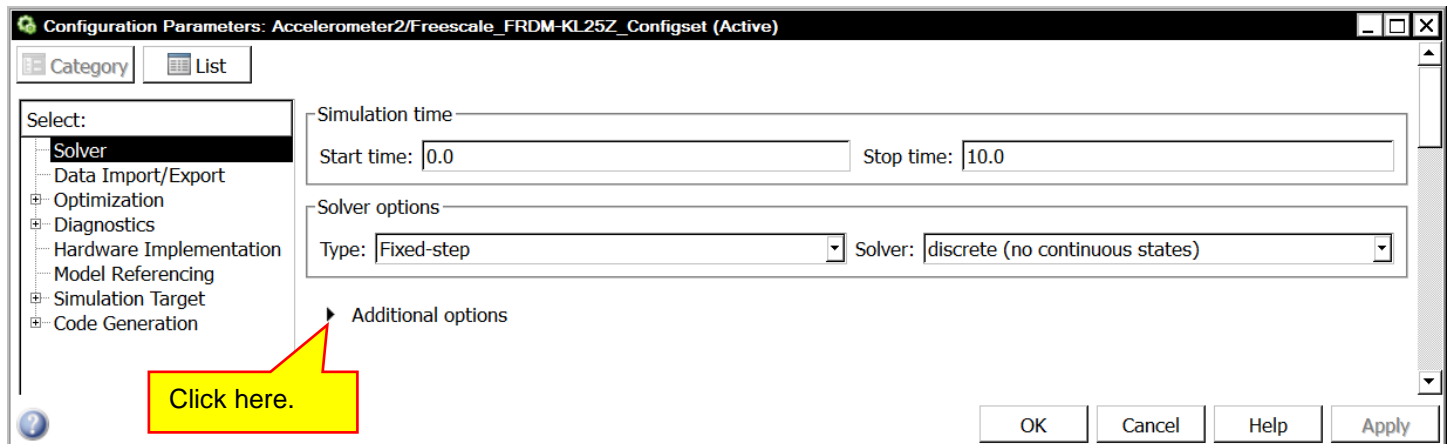 Configuration Parameters: Accelerometer2/Freescale_FRDM-KL25Z_Configset (Active)
Category List
Select:
Solver
Data Import/Export
Optimization
Diagnostics
Hardware Implementation
Model Referencing
Simulation Target
Code Generation
Simulation time
Start time: 0.0 Stop time: 10.0
Solver options
Type: Fixed-step Solver: discrete (no continuous states)
Additional options
Click here.
OK Cancel Help Apply